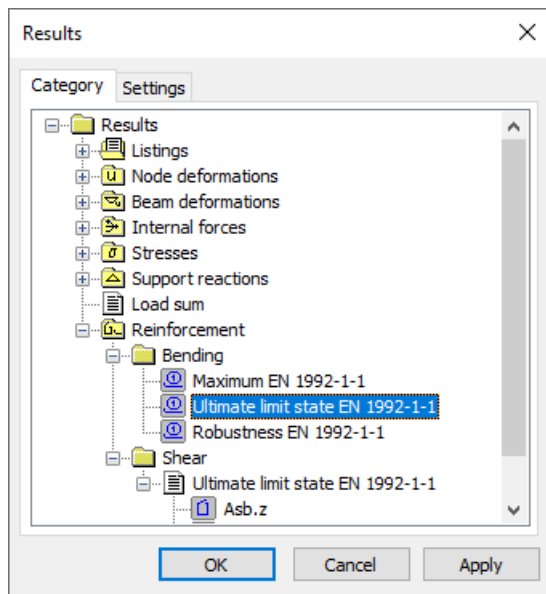 Results
Category Settings
Results
Listings
u Node deformations
Beam deformations
Internal forces
σ Stresses
Support reactions
Load sum
Reinforcement
Bending
Maximum EN 1992-1-1
Ultimate limit state EN 1992-1-1
Robustness EN 1992-1-1
Shear
Ultimate limit state EN 1992-1-1
Asb.z
OK Cancel Apply